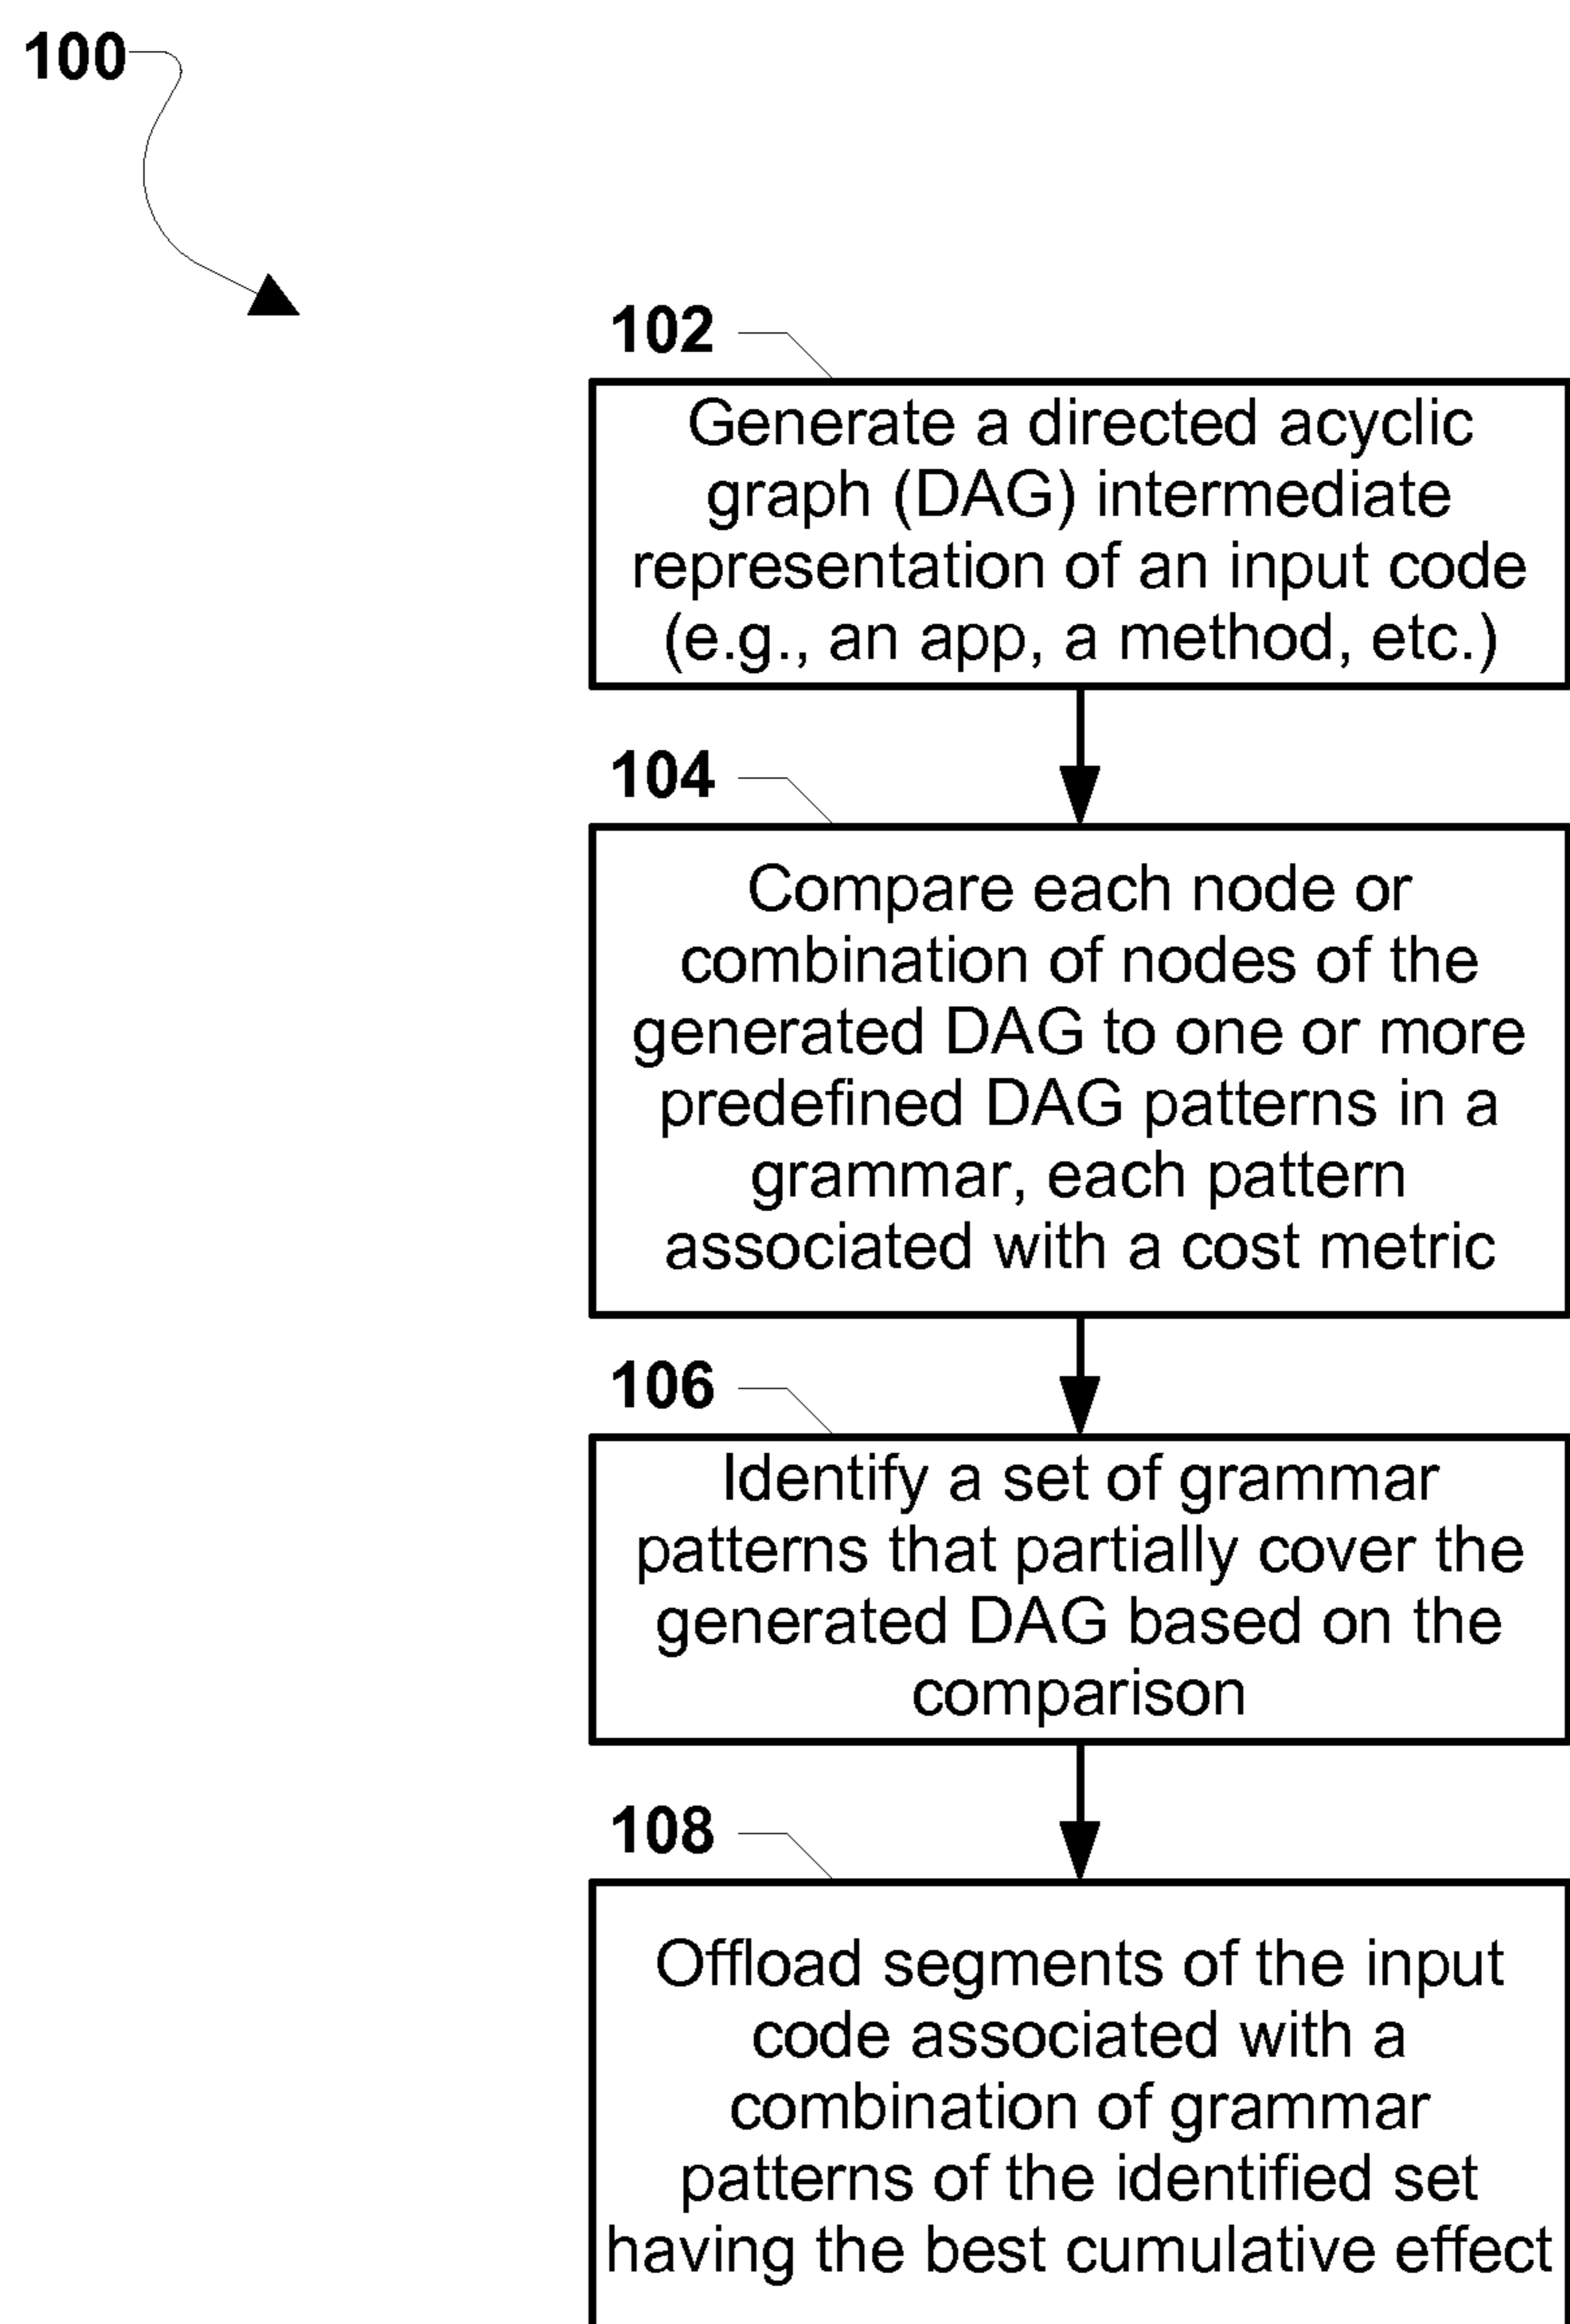 100
102
Generate a directed acyclic
graph (DAG) intermediate
representation of an input code
(e.g., an app, a method, etc.)
104
Compare each node or
combination of nodes of the
generated DAG to one or more
predefined DAG patterns in a
grammar, each pattern
associated with a cost metric
106
Identify a set of grammar
patterns that partially cover the
generated DAG based on the
comparison
108
Offload segments of the input
code associated with a
combination of grammar
patterns of the identified set
having the best cumulative effect